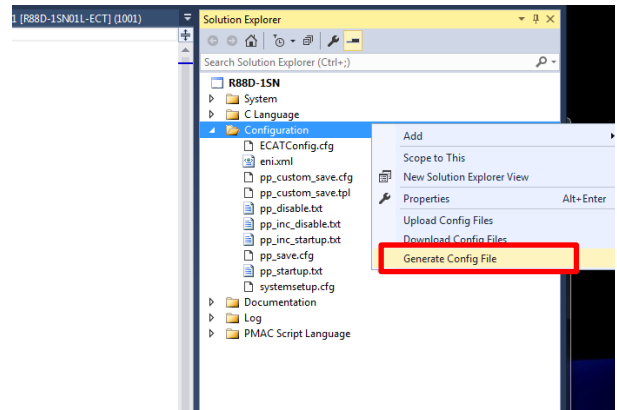 1 [R88D-1SN01L-ECT] (1001)
Solution Explorer
Search Solution Explorer (Ctrl+;)
R88D-1SN
System
C Language
Configuration
ECATConfig.cfg
eni.xml
pp_custom_save.cfg
pp_custom_save.tpl
pp_disable.txt
pp_inc_disable.txt
pp_inc_startup.txt
pp_save.cfg
pp_startup.txt
systemsetup.cfg
Documentation
Log
PMAC Script Language
Add
Scope to This
New Solution Explorer View
Properties Alt+Enter
Upload Config Files
Download Config Files
Generate Config File